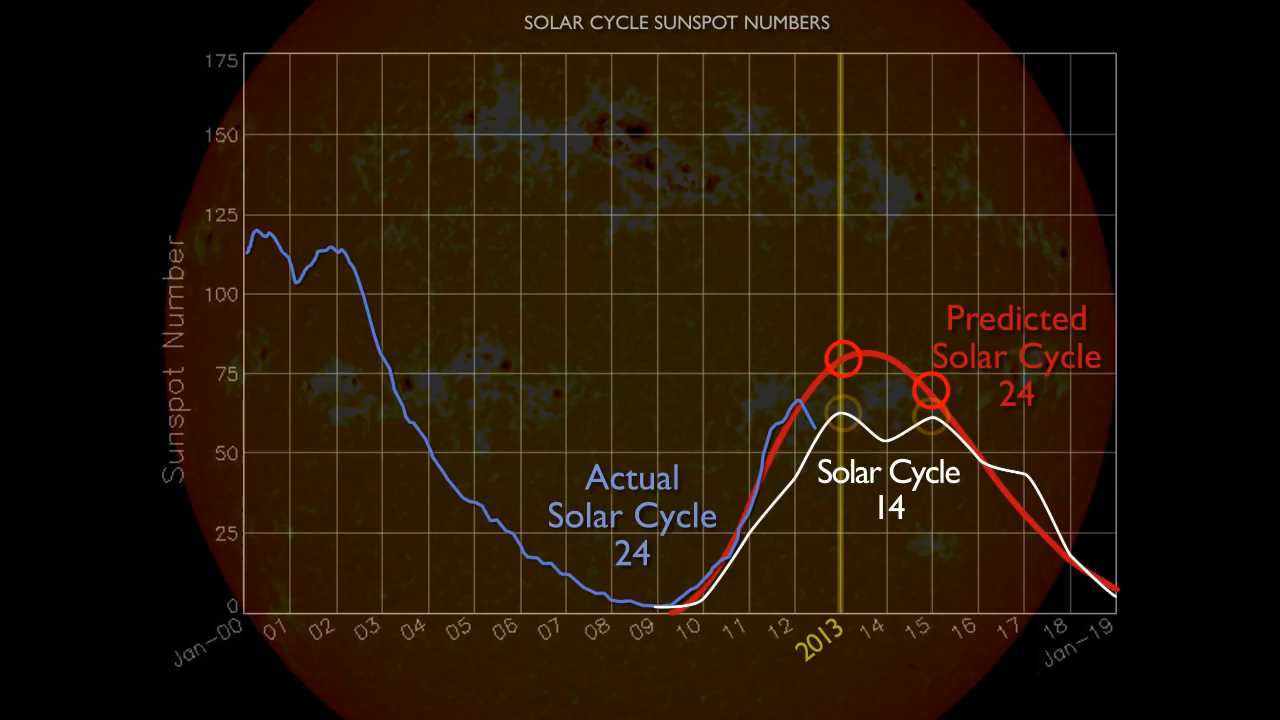 SOLAR CYCLE SUNSPOT NUMBERS
175
150
125
100
75
50
25
0
Sunspot Number
Predicted
Solar Cycle
24
Solar Cycle
14
Actual
Solar Cycle
24
Jan-00 01 02 03 04 05 06 07 08 09 10 11 12 2013 14 15 16 17 18 Jan-19